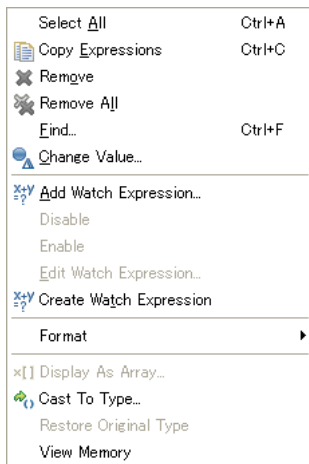 Select All Ctrl+A
Copy Expressions Ctrl+C
Remove
Remove All
Find... Ctrl+F
Change Value...
x+y =? Add Watch Expression...
Disable
Enable
Edit Watch Expression...
x+y =? Create Watch Expression
Format
×[] Display As Array...
Cast To Type...
Restore Original Type
View Memory